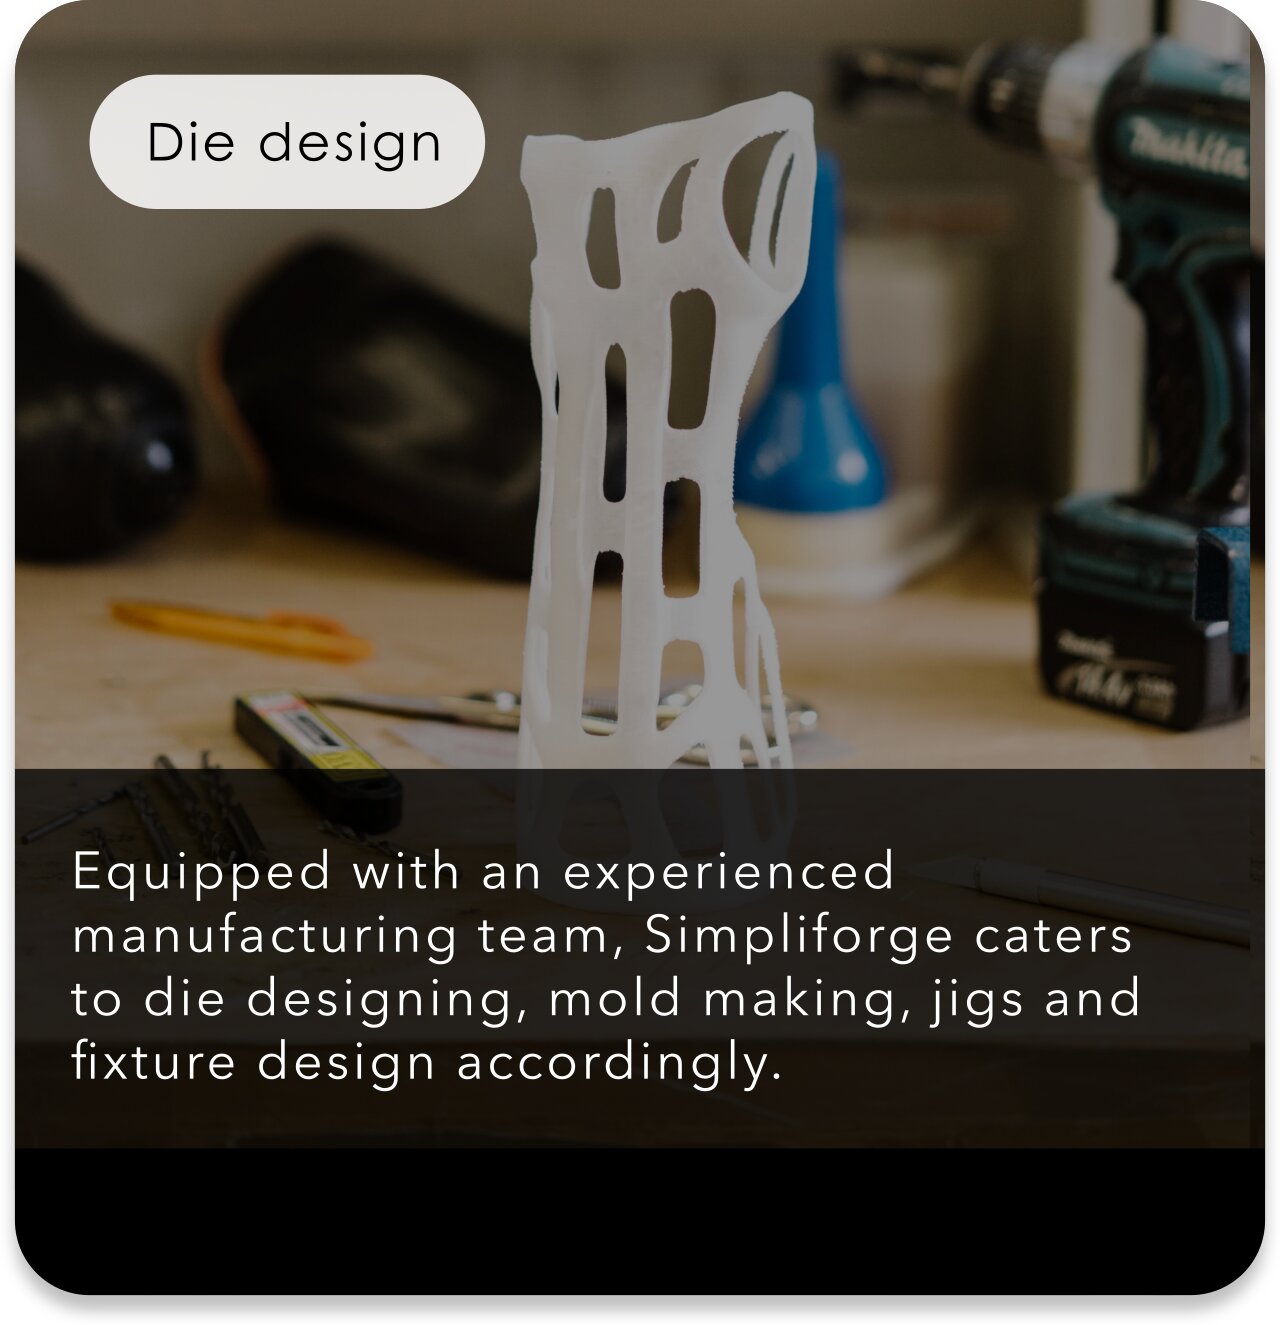 Die design
Makita
Equipped with an experienced
manufacturing team, Simpliforge caters
to die designing, mold making, jigs and
fixture design accordingly.